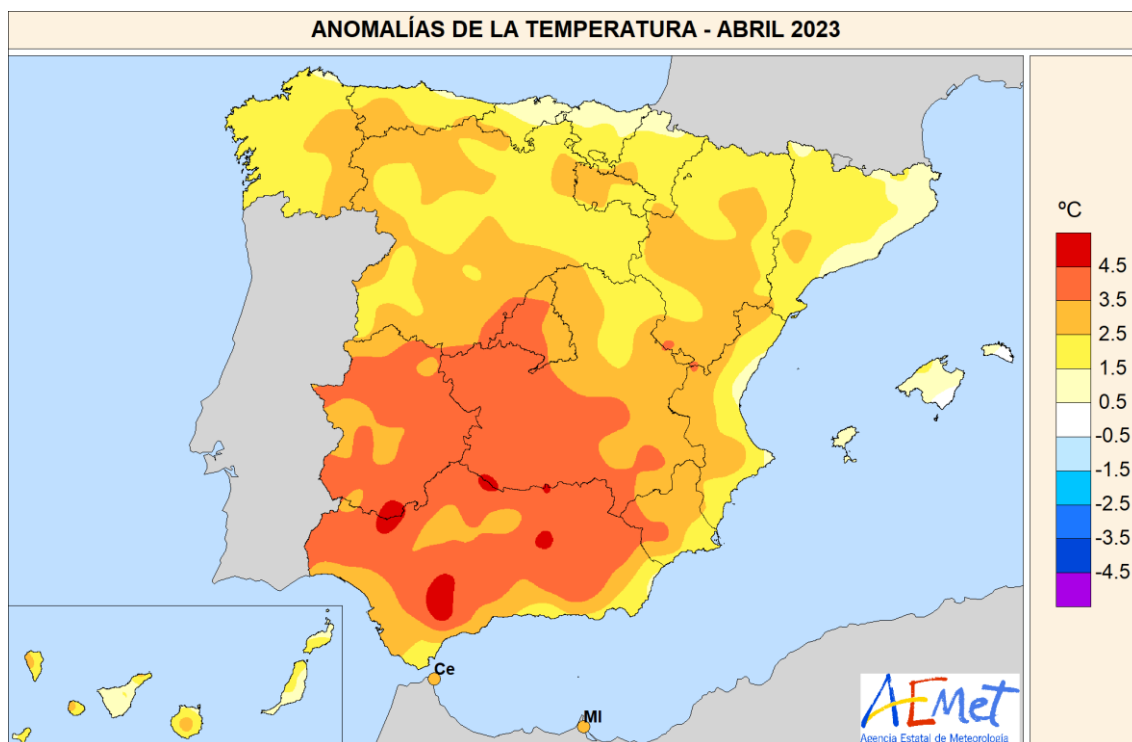 ANOMALÍAS DE LA TEMPERATURA - ABRIL 2023
ºC
4.5
3.5
2.5
1.5
0.5
-0.5
-1.5
-2.5
-3.5
-4.5
Ce
Ml
AEMet
Agencia Estatal de Meteorología